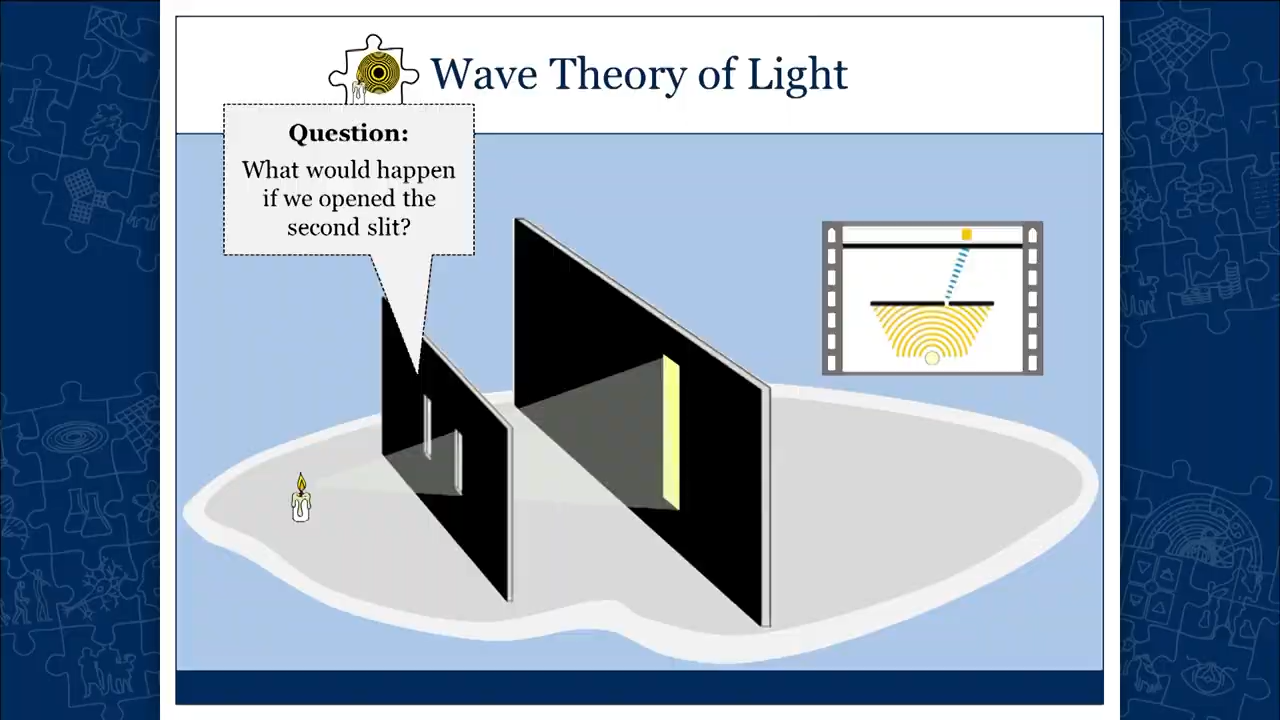 Wave Theory of Light
Question:
What would happen
if we opened the
second slit?